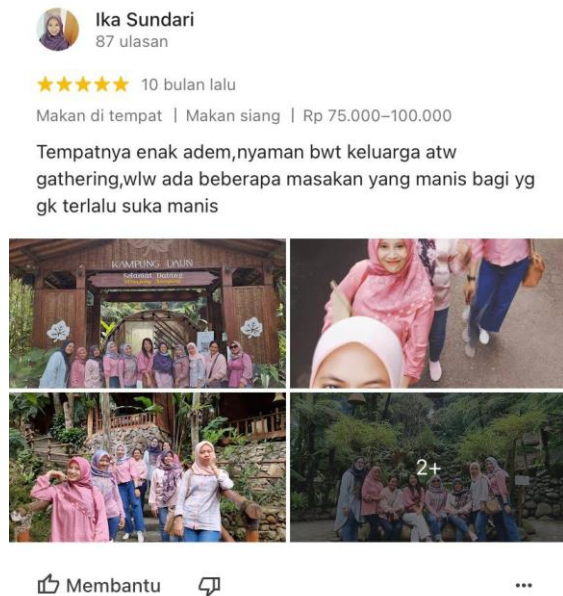 Ika Sundari
87 ulasan
10 bulan lalu
Makan di tempat | Makan siang | Rp 75.000–100.000
Tempatnya enak adem,nyaman bwt keluarga atw
gathering,wlw ada beberapa masakan yang manis bagi yg
gk terlalu suka manis
KAMPUNG DAUN
Selamat Datang
2+
Membantu